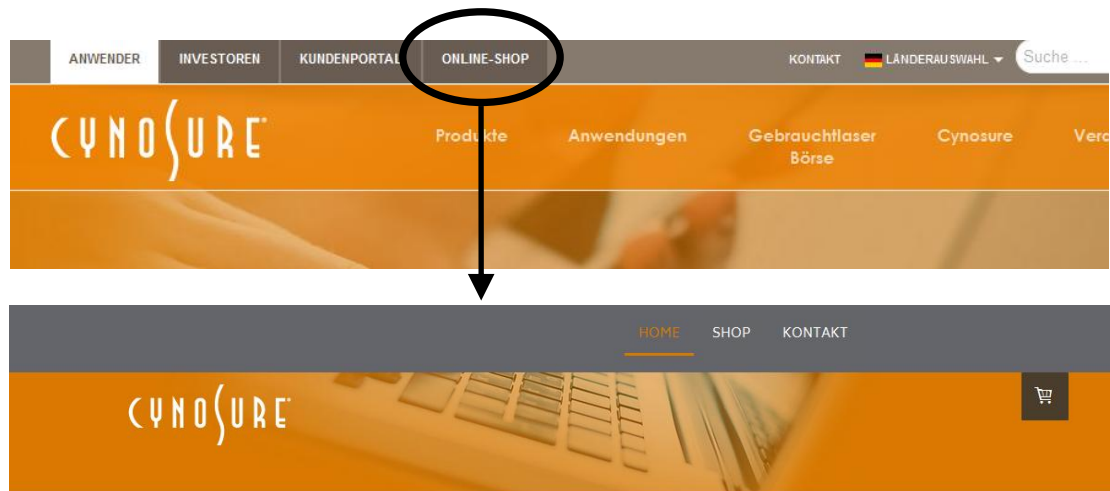 ANWENDER INVESTOREN KUNDENPORTAL ONLINE-SHOP KONTAKT LÄNDERAUSWAHL Suche ...
CYNOSURE Produkte Anwendungen Gebrauchtlaser Cynosure
Börse
HOME SHOP KONTAKT
CYNOSURE